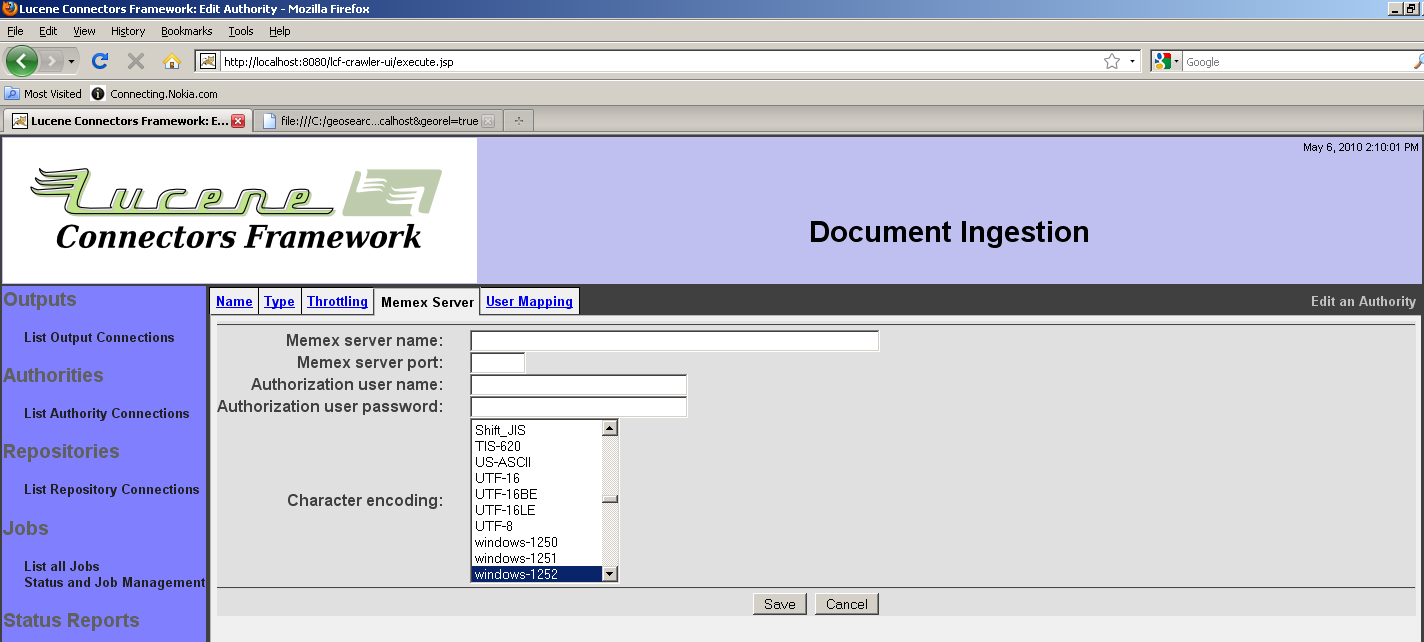 Lucene Connectors Framework: Edit Authority - Mozilla Firefox
File Edit View History Bookmarks Tools Help
http://localhost:8080/lcf-crawler-ui/execute.jsp
Google
Most Visited Connecting.Nokia.com
Lucene Connectors Framework: E... file:///C:/geosearc...calhost&georel=true
May 6, 2010 2:10:01 PM
Lucene
Connectors Framework
Document Ingestion
Outputs
List Output Connections
Authorities
List Authority Connections
Repositories
List Repository Connections
Jobs
List all Jobs
Status and Job Management
Status Reports
Name Type Throttling Memex Server User Mapping Edit an Authority
Memex server name:
Memex server port:
Authorization user name:
Authorization user password:
Character encoding:
Shift_JIS
TIS-620
US-ASCII
UTF-16
UTF-16BE
UTF-16LE
UTF-8
windows-1250
windows-1251
windows-1252
Save Cancel